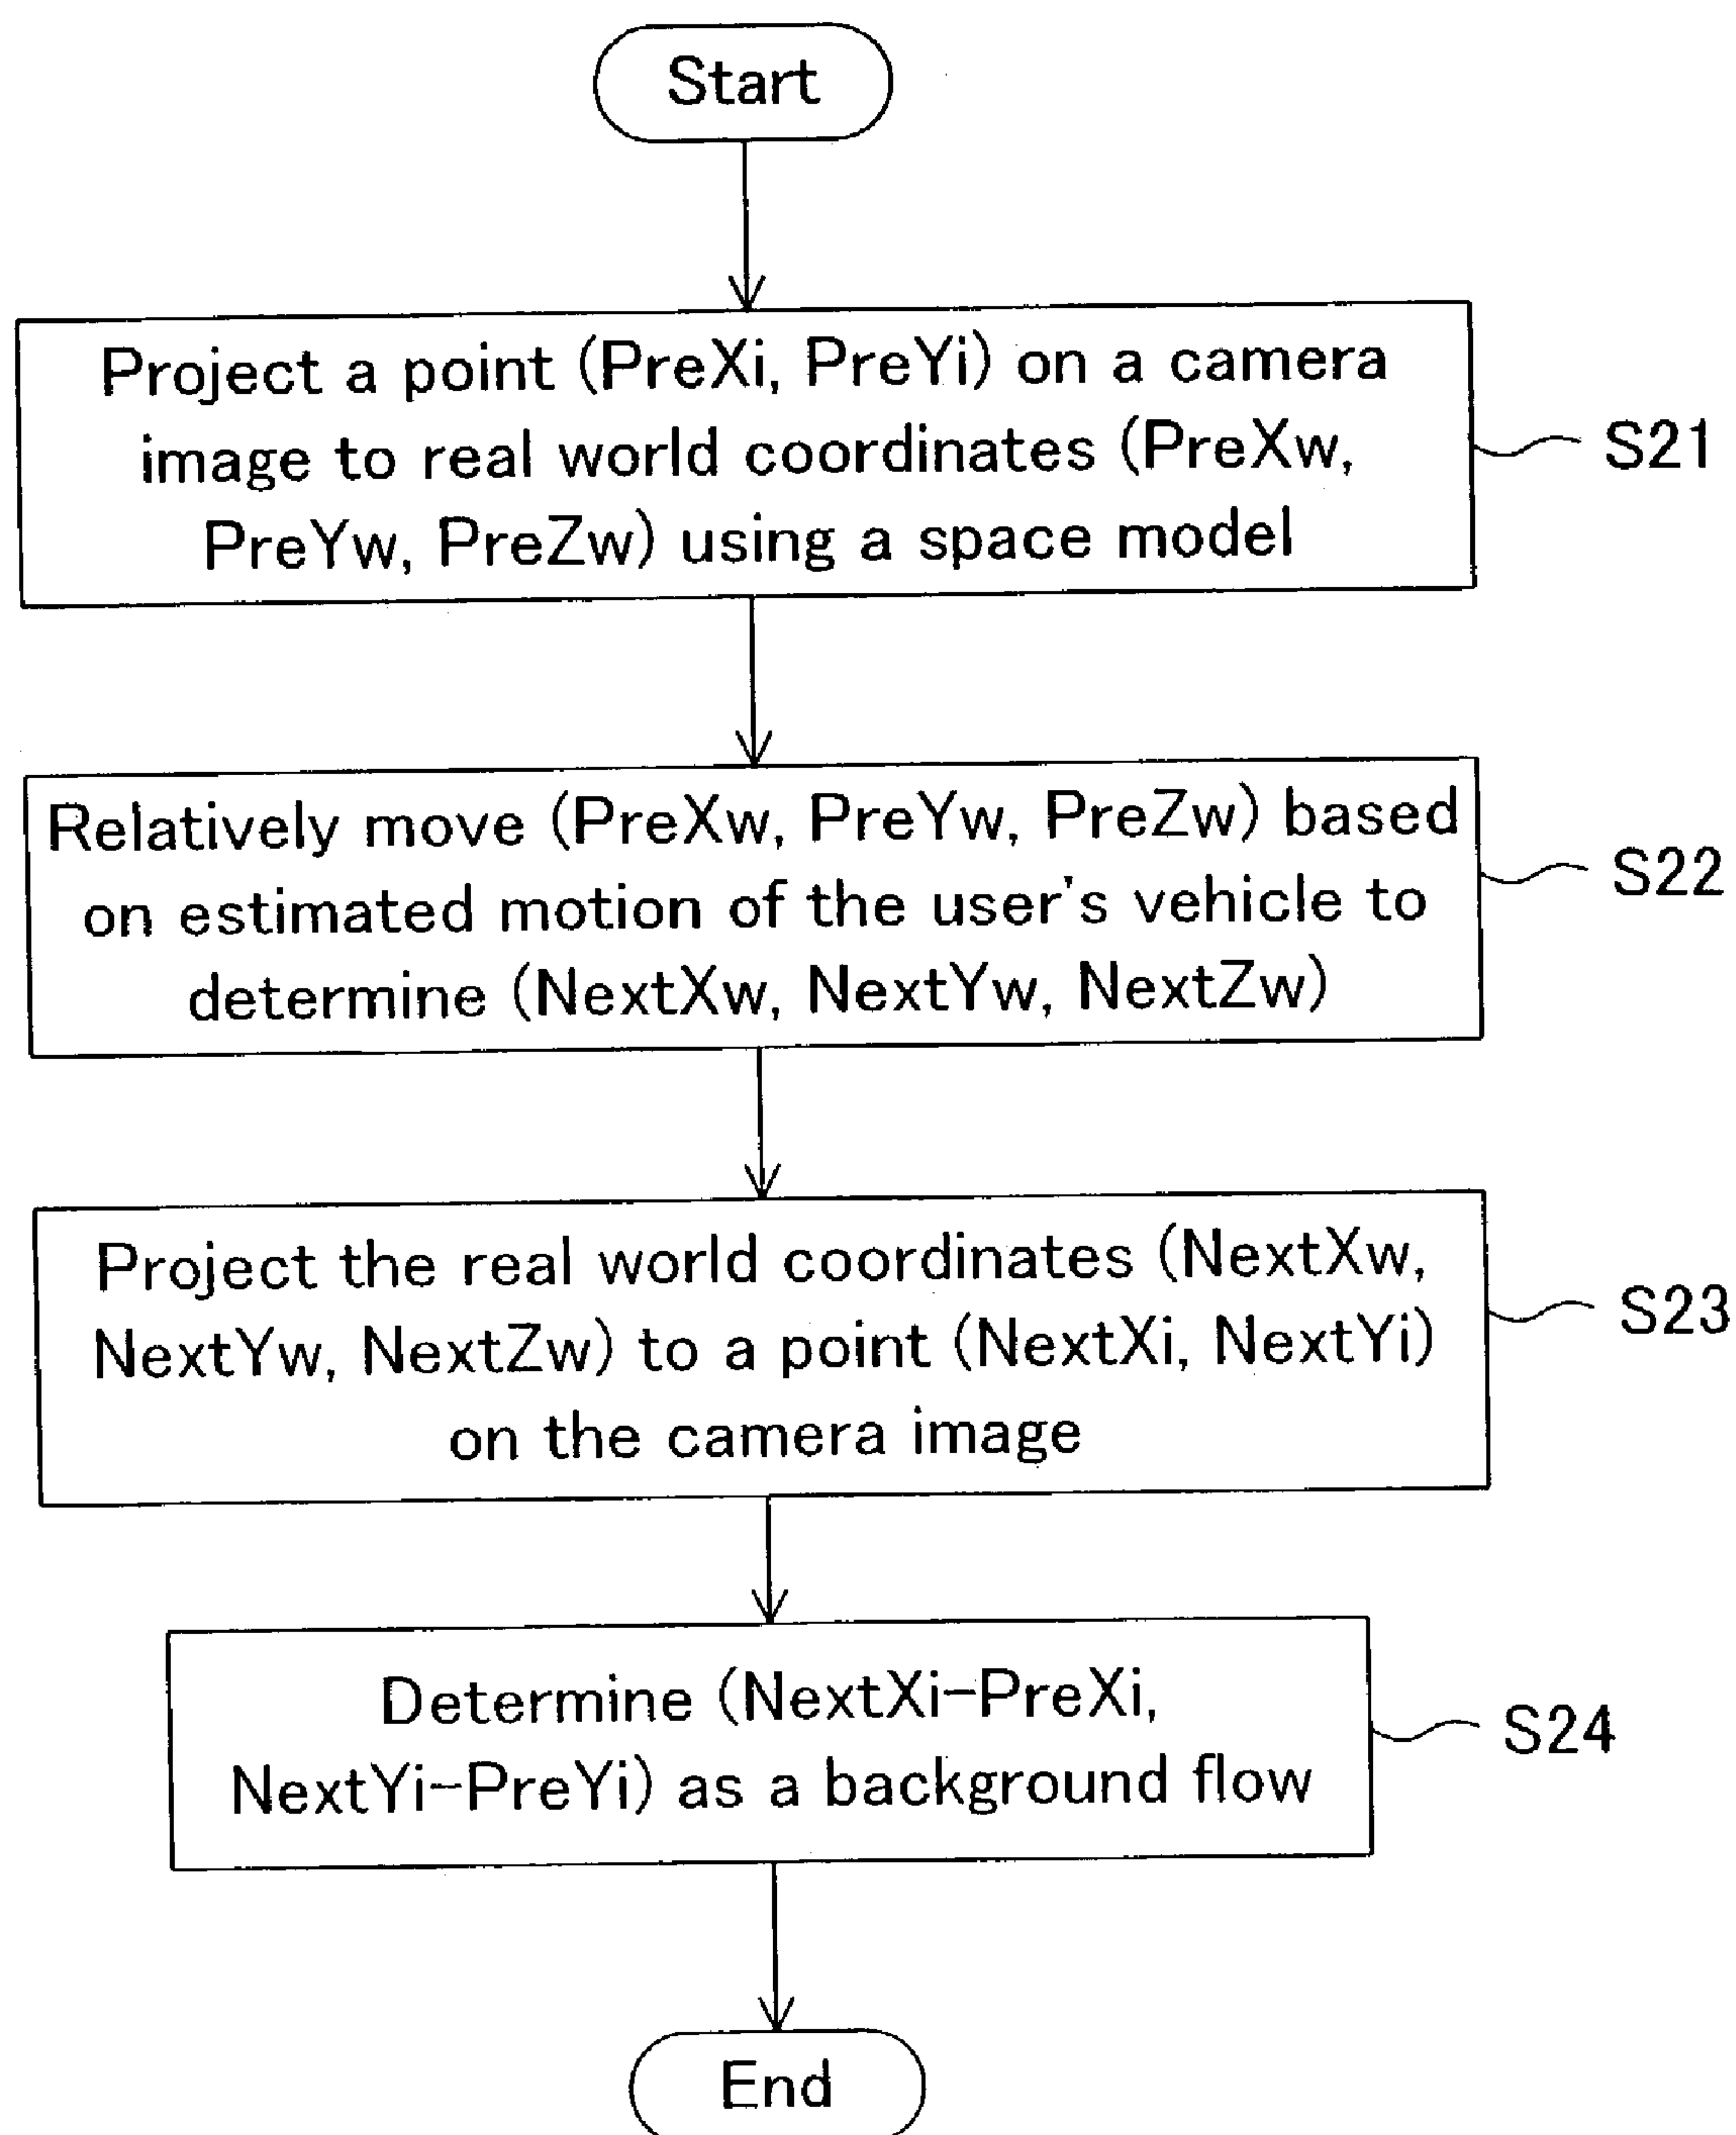 Start
Project a point (PreXi, PreYi) on a camera
image to real world coordinates (PreXw,
PreYw, PreZw) using a space model
S21
Relatively move (PreXw, PreYw, PreZw) based
on estimated motion of the user's vehicle to
determine (NextXw, NextYw, NextZw)
S22
Project the real world coordinates (NextXw,
NextYw, NextZw) to a point (NextXi, NextYi)
on the camera image
S23
Determine (NextXi-PreXi,
NextYi-PreYi) as a background flow
S24
End